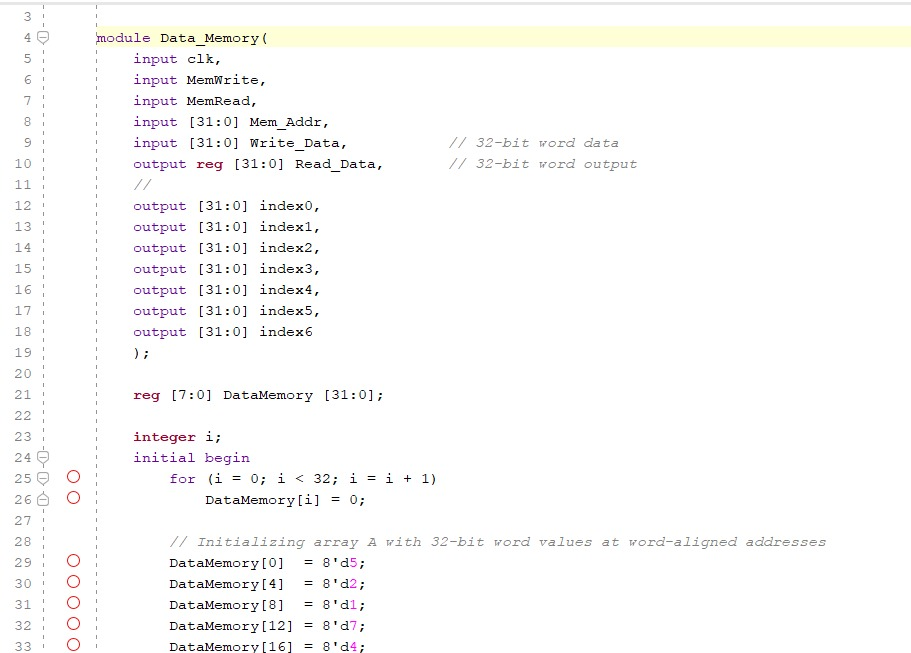 3
4 module Data_Memory(
5 input clk,
6 input MemWrite,
7 input MemRead,
8 input [31:0] Mem_Addr,
9 input [31:0] Write_Data, // 32-bit word data
10 output reg [31:0] Read_Data, // 32-bit word output
11 //
12 output [31:0] index0,
13 output [31:0] index1,
14 output [31:0] index2,
15 output [31:0] index3,
16 output [31:0] index4,
17 output [31:0] index5,
18 output [31:0] index6
19 );
20
21 reg [7:0] DataMemory [31:0];
22
23 integer i;
24 initial begin
25 for (i = 0; i < 32; i = i + 1)
26 DataMemory[i] = 0;
27
28 // Initializing array A with 32-bit word values at word-aligned addresses
29 DataMemory[0] = 8'd5;
30 DataMemory[4] = 8'd2;
31 DataMemory[8] = 8'd1;
32 DataMemory[12] = 8'd7;
33 DataMemory[16] = 8'd4;